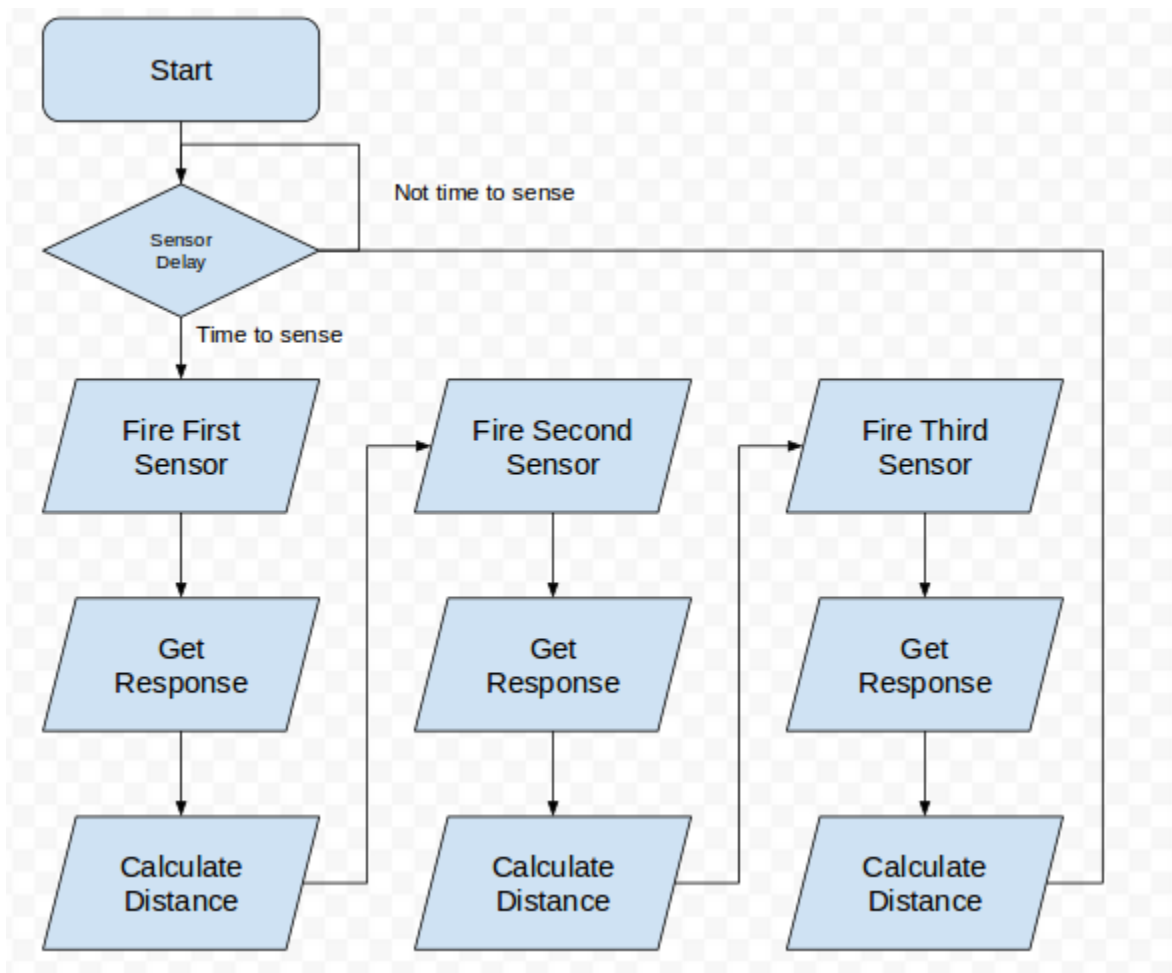 Start
Not time to sense
Sensor
Delay
Time to sense
Fire First
Sensor
Fire Second
Sensor
Fire Third
Sensor
Get
Response
Get
Response
Get
Response
Calculate
Distance
Calculate
Distance
Calculate
Distance